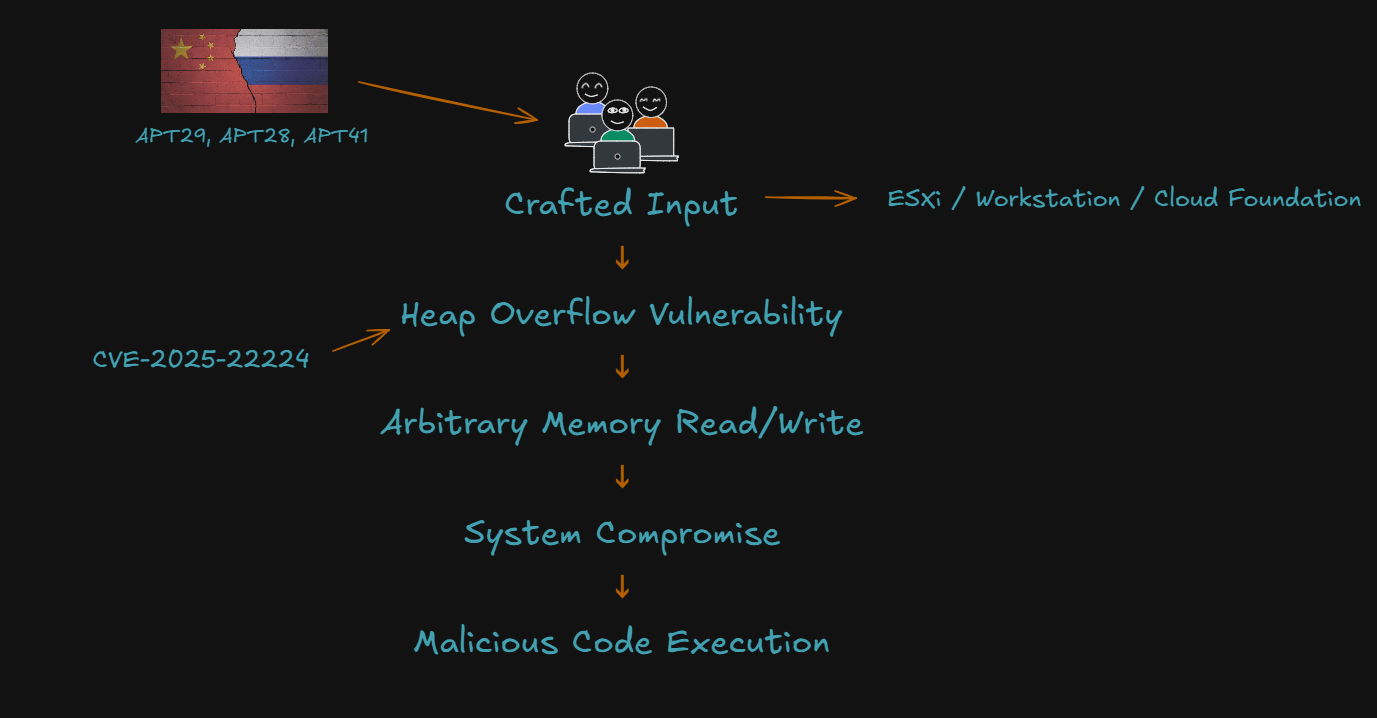 APT29, APT28, APT41
Crafted Input
ESXi / Workstation / Cloud Foundation
↓
Heap Overflow Vulnerability
CVE-2025-22224
↓
Arbitrary Memory Read/Write
↓
System Compromise
↓
Malicious Code Execution